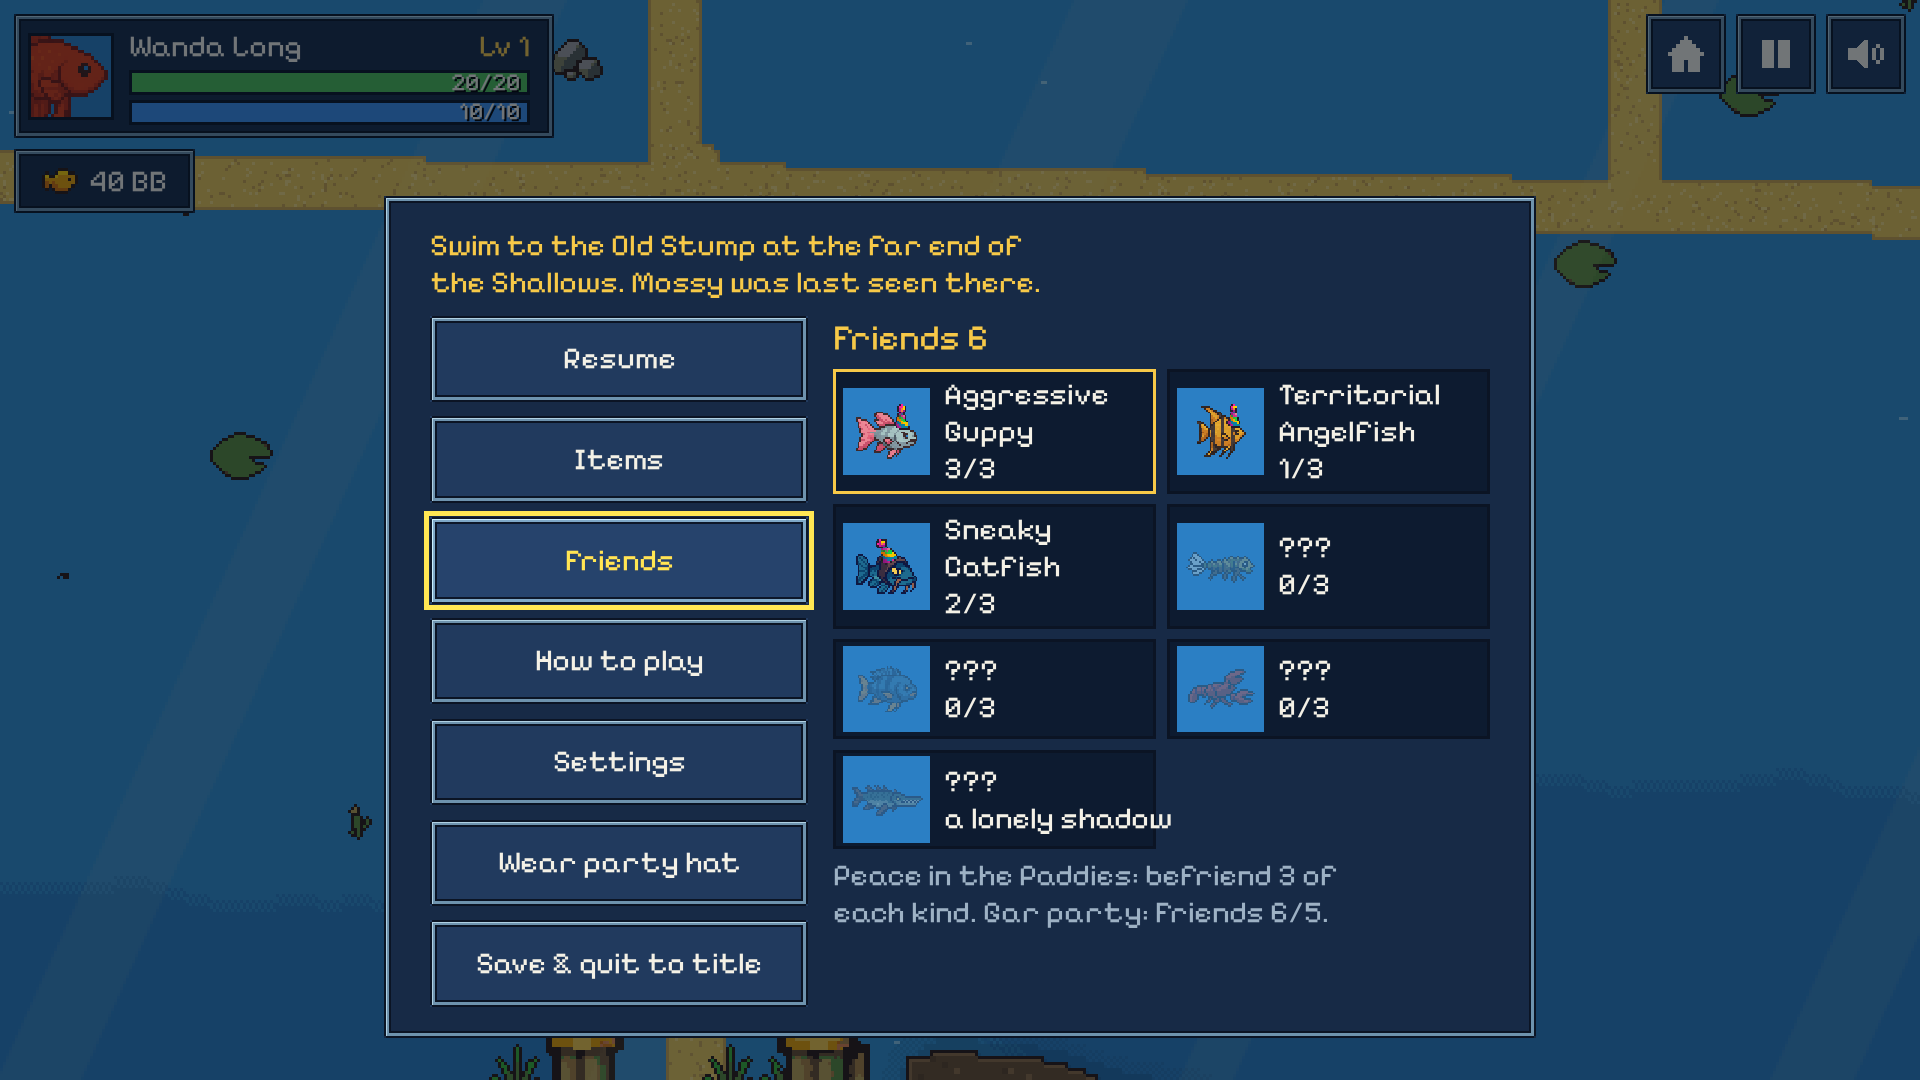 Wanda Long Lv 1
20/20
10/10
40 BB
Swim to the Old Stump at the far end of
the Shallows. Mossy was last seen there.
Resume
Items
Friends
How to play
Settings
Wear party hat
Save & quit to title
Friends 6
Aggressive
Guppy
3/3
Territorial
Angelfish
1/3
Sneaky
Catfish
2/3
???
0/3
???
0/3
???
0/3
???
a lonely shadow
Peace in the Paddies: befriend 3 of
each kind. Gar party: Friends 6/5.